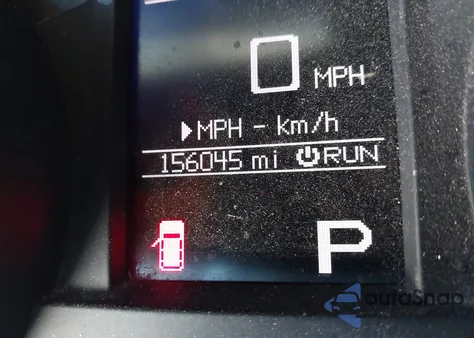 0 MPH
▶MPH - km/h
156045 mi ⏻RUN
P
autoSnap